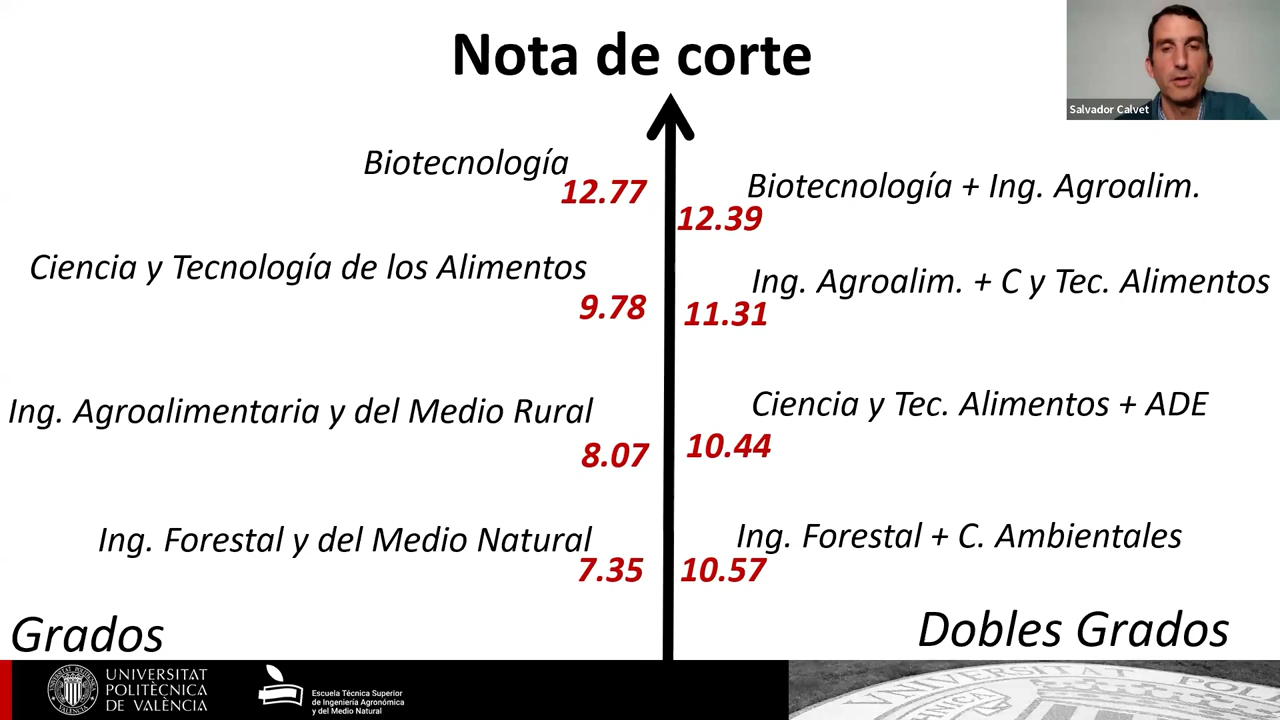 Nota de corte
Salvador Calvet
Biotecnología
12.77
Biotecnología + Ing. Agroalim.
12.39
Ciencia y Tecnología de los Alimentos
9.78
Ing. Agroalim. + C y Tec. Alimentos
11.31
Ing. Agroalimentaria y del Medio Rural
8.07
Ciencia y Tec. Alimentos + ADE
10.44
Ing. Forestal y del Medio Natural
7.35
Ing. Forestal + C. Ambientales
10.57
Grados
Dobles Grados
UNIVERSITAT
POLITÈCNICA
DE VALÈNCIA
Escuela Técnica Superior
de Ingeniería Agronómica
y del Medio Natural